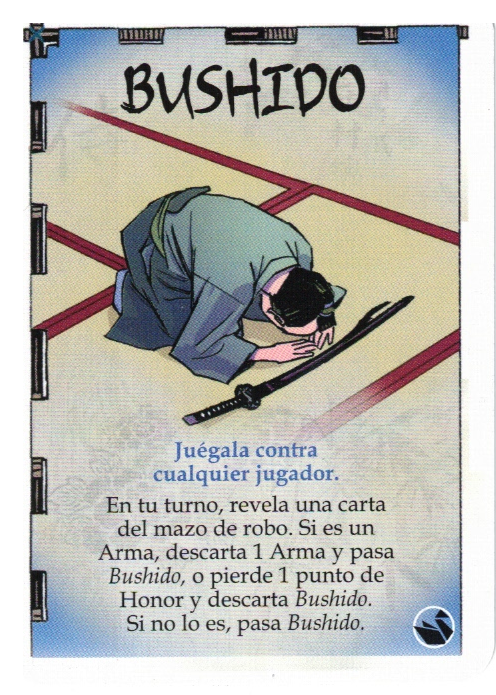 BUSHIDO
Juégala contra
cualquier jugador.
En tu turno, revela una carta
del mazo de robo. Si es un
Arma, descarta 1 Arma y pasa
Bushido, o pierde 1 punto de
Honor y descarta Bushido.
Si no lo es, pasa Bushido.